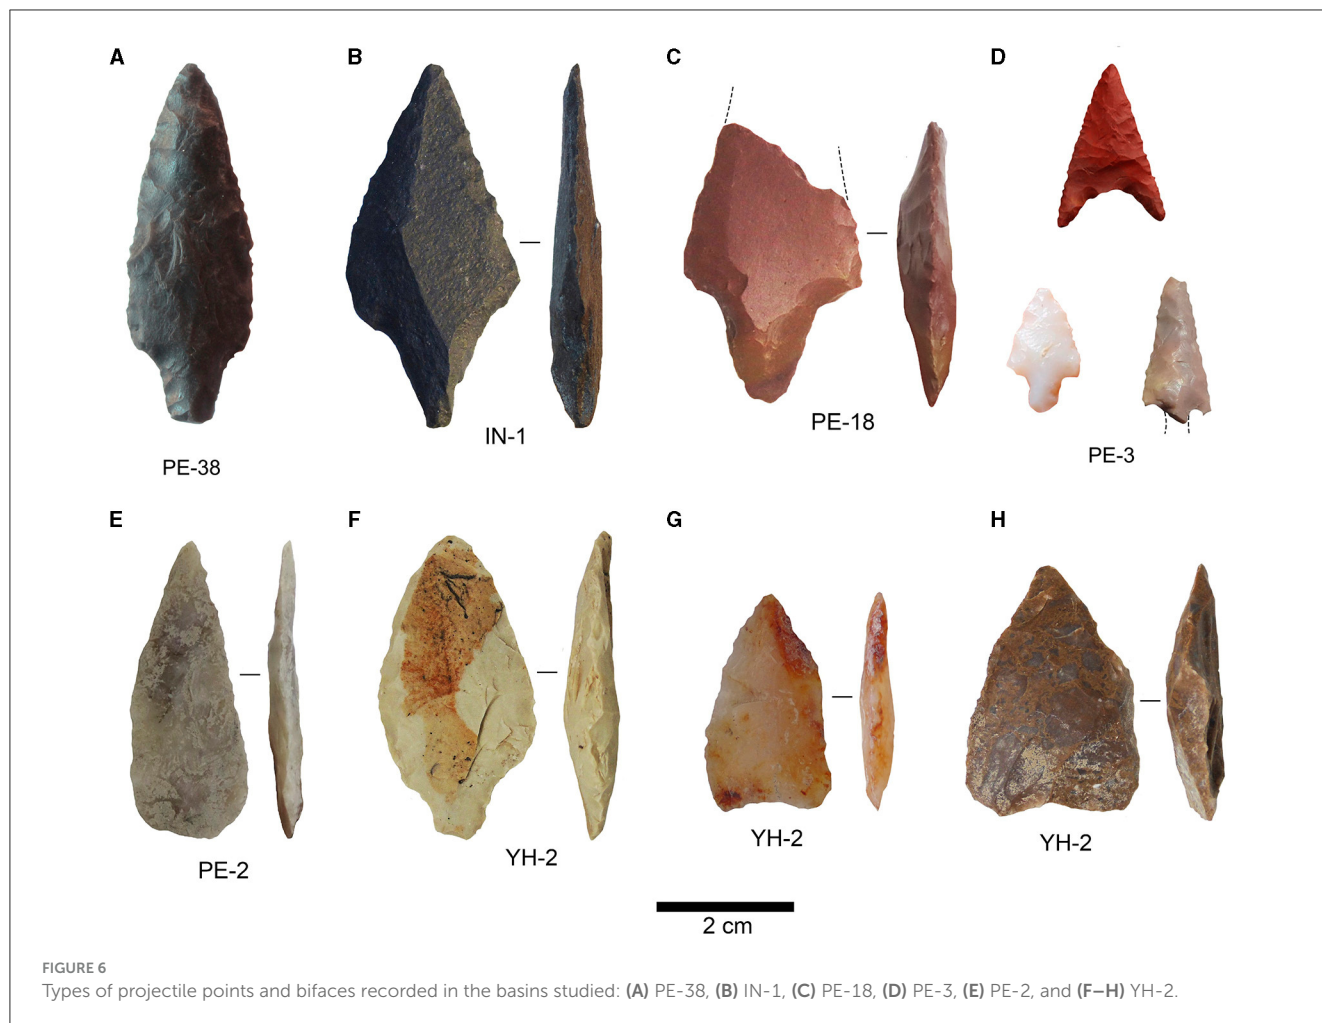 A
B
C
D
PE-38
IN-1
PE-18
PE-3
E
F
G
H
PE-2
YH-2
YH-2
YH-2
2 cm
FIGURE 6
Types of projectile points and bifaces recorded in the basins studied: (A) PE-38, (B) IN-1, (C) PE-18, (D) PE-3, (E) PE-2, and (F–H) YH-2.